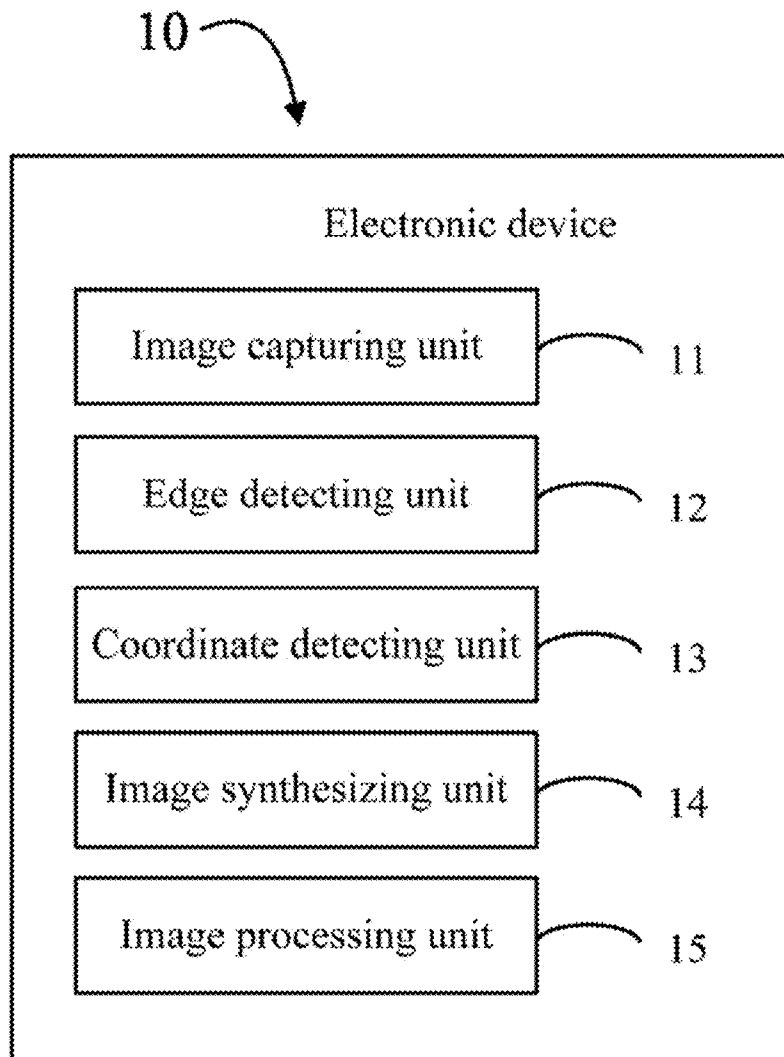 10
Electronic device
Image capturing unit 11
Edge detecting unit 12
Coordinate detecting unit 13
Image synthesizing unit 14
Image processing unit 15